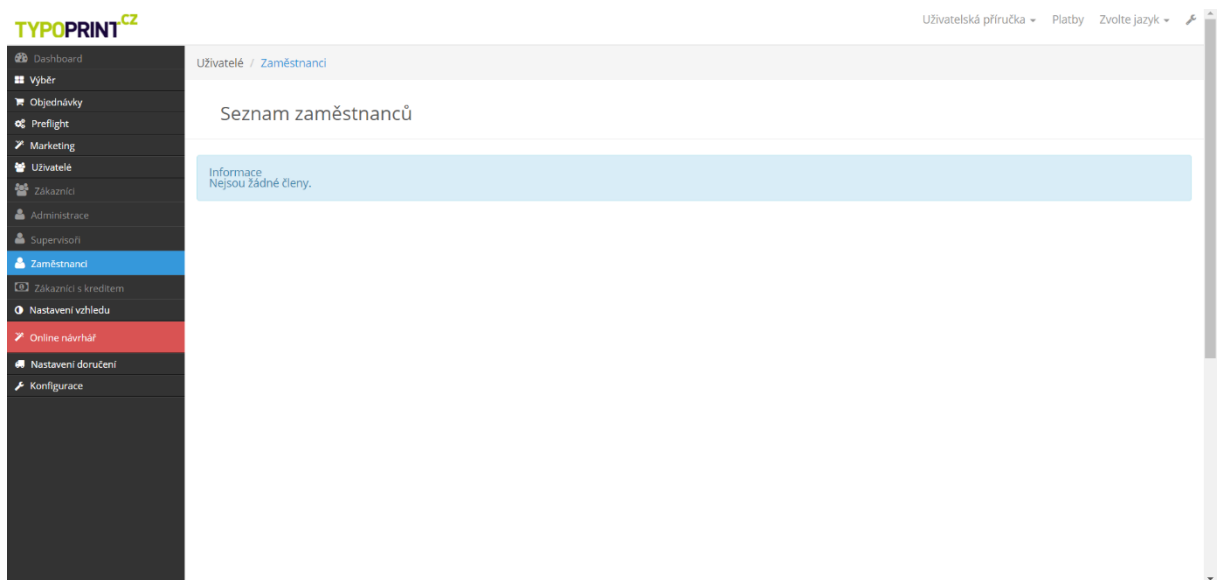 TYPOPRINT.CZ
Uživatelská příručka Platby Zvolte jazyk
Dashboard
Výběr
Objednávky
Preflight
Marketing
Uživatelé
Zákazníci
Administrace
Supervisoři
Zaměstnanci
Zákazníci s kreditem
Nastavení vzhledu
Online návrhář
Nastavení doručení
Konfigurace
Uživatelé / Zaměstnanci
Seznam zaměstnanců
Informace
Nejsou žádné členy.